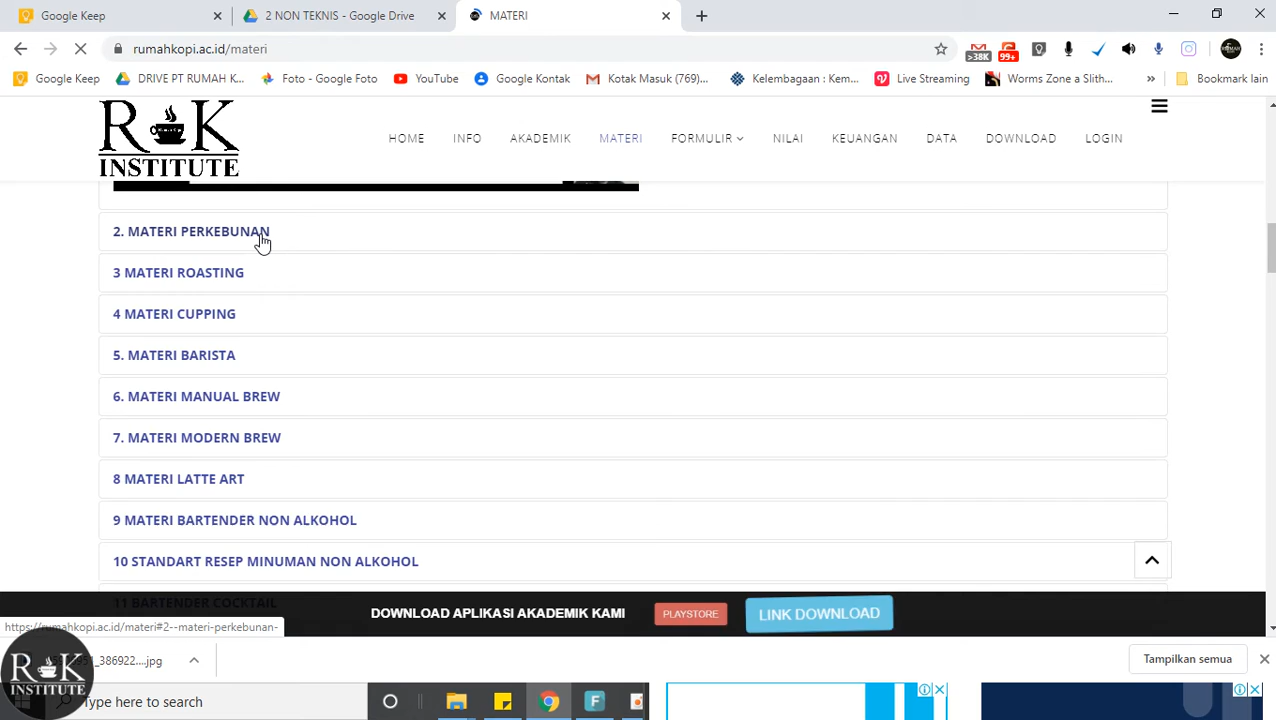 Google Keep
2 NON TEKNIS - Google Drive
MATERI
rumahkopi.ac.id/materi
>38K
99+
Google Keep
DRIVE PT RUMAH K...
Foto - Google Foto
YouTube
Google Kontak
Kotak Masuk (769)...
Kelembagaan : Kem...
Live Streaming
Worms Zone a Slith...
»
Bookmark lain
R K
INSTITUTE
HOME
INFO
AKADEMIK
MATERI
FORMULIR
NILAI
KEUANGAN
DATA
DOWNLOAD
LOGIN
2. MATERI PERKEBUNAN
3 MATERI ROASTING
4 MATERI CUPPING
5. MATERI BARISTA
6. MATERI MANUAL BREW
7. MATERI MODERN BREW
8 MATERI LATTE ART
9 MATERI BARTENDER NON ALKOHOL
10 STANDART RESEP MINUMAN NON ALKOHOL
11 BARTENDER COCKTAIL
DOWNLOAD APLIKASI AKADEMIK KAMI
PLAYSTORE
LINK DOWNLOAD
https://rumahkopi.ac.id/materi#2--materi-perkebunan-
R K
INSTITUTE
Tampilkan semua
Type here to search